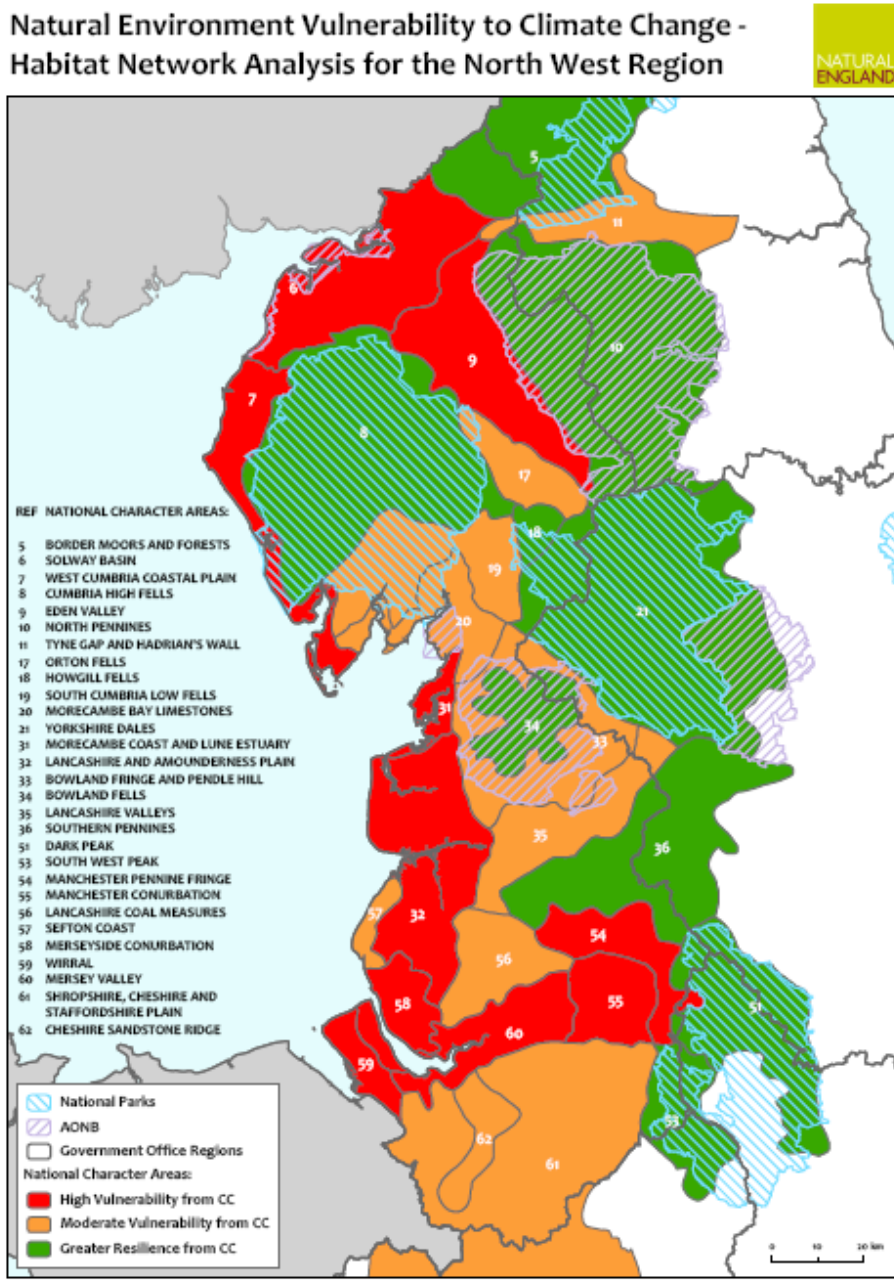 Natural Environment Vulnerability to Climate Change -
Habitat Network Analysis for the North West Region
NATURAL
ENGLAND
5
11
6
10
9
7
8
17
REF NATIONAL CHARACTER AREAS:
5 BORDER MOORS AND FORESTS
6 SOLWAY BASIN
7 WEST CUMBRIA COASTAL PLAIN
8 CUMBRIA HIGH FELLS
9 EDEN VALLEY
10 NORTH PENNINES
11 TYNE GAP AND HADRIAN'S WALL
17 ORTON FELLS
18 HOWGILL FELLS
19 SOUTH CUMBRIA LOW FELLS
20 MORECAMBE BAY LIMESTONES
21 YORKSHIRE DALES
31 MORECAMBE COAST AND LUNE ESTUARY
32 LANCASHIRE AND AMOUNDERNESS PLAIN
33 BOWLAND FRINGE AND PENDLE HILL
34 BOWLAND FELLS
35 LANCASHIRE VALLEYS
36 SOUTHERN PENNINES
51 DARK PEAK
53 SOUTH WEST PEAK
54 MANCHESTER PENNINE FRINGE
55 MANCHESTER CONURBATION
56 LANCASHIRE COAL MEASURES
57 SEFTON COAST
58 MERSEYSIDE CONURBATION
59 WIRRAL
60 MERSEY VALLEY
61 SHROPSHIRE, CHESHIRE AND
STAFFORDSHIRE PLAIN
62 CHESHIRE SANDSTONE RIDGE
18
19
20
21
31
34
33
35
36
57
32
54
56
58
55
51
60
59
53
62
61
National Parks
AONB
Government Office Regions
National Character Areas:
High Vulnerability from CC
Moderate Vulnerability from CC
Greater Resilience from CC
0 10 20 km